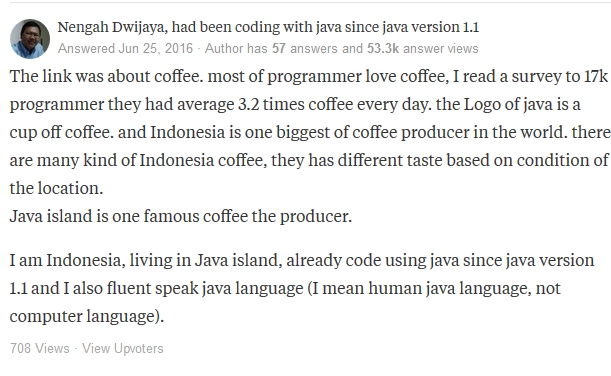 Nengah Dwijaya, had been coding with java since java version 1.1
Answered Jun 25, 2016 · Author has 57 answers and 53.3k answer views
The link was about coffee. most of programmer love coffee, I read a survey to 17k
programmer they had average 3.2 times coffee every day. the Logo of java is a
cup off coffee. and Indonesia is one biggest of coffee producer in the world. there
are many kind of Indonesia coffee, they has different taste based on condition of
the location.
Java island is one famous coffee the producer.
I am Indonesia, living in Java island, already code using java since java version
1.1 and I also fluent speak java language (I mean human java language, not
computer language).
708 Views · View Upvoters